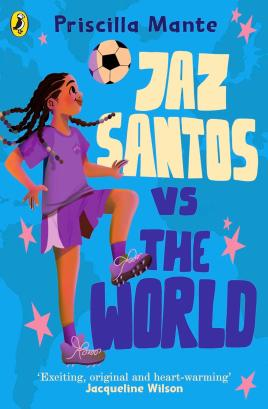 Priscilla Mante
JAZ
SANTOS
VS
THE
WORLD
‘Exciting, original and heart-warming’
Jacqueline Wilson